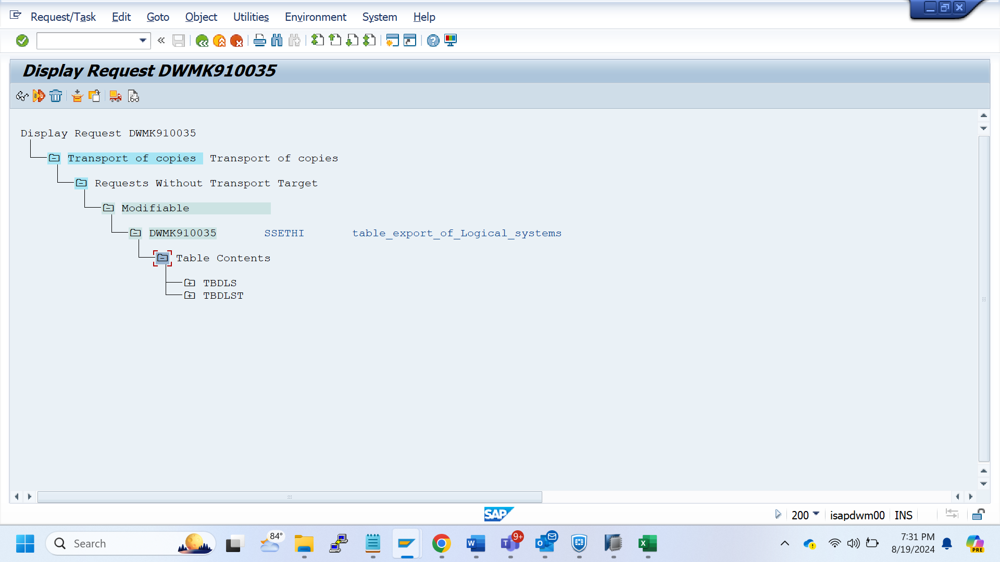 Request/Task Edit Goto Object Utilities Environment System Help
Display Request DWMK910035
Display Request DWMK910035
Transport of copies Transport of copies
Requests Without Transport Target
Modifiable
DWMK910035 SSETHI table_export_of_Logical_systems
Table Contents
TBDLS
TBDLST
SAP
200 isapdwm00 INS
Search
84°
W
T
9+
O
X
7:31 PM
8/19/2024
PRE